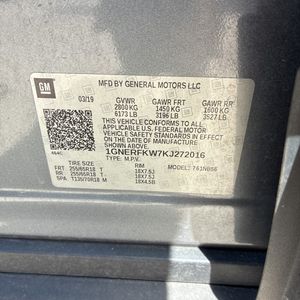 GM
MFD BY GENERAL MOTORS LLC
03/19 GVWR GAWR FRT GAWR RR
2800 KG 1450 KG 1600 KG
6173 LB 3196 LB 3527 LB
THIS VEHICLE CONFORMS TO ALL
APPLICABLE U.S. FEDERAL MOTOR
VEHICLE SAFETY AND THEFT
PREVENTION STANDARDS IN EFFECT
ON THE DATE OF MANUFACTURE
SHOWN ABOVE.
1GNERFKW7KJ272016
TYPE: M.P.V. MODEL:
TIRE SIZE RIM
FRT 255/65R18 T 18X7.5J
RR 255/65R18 T 18X7.5J
SPA T135/70R18 M 18X4.5B